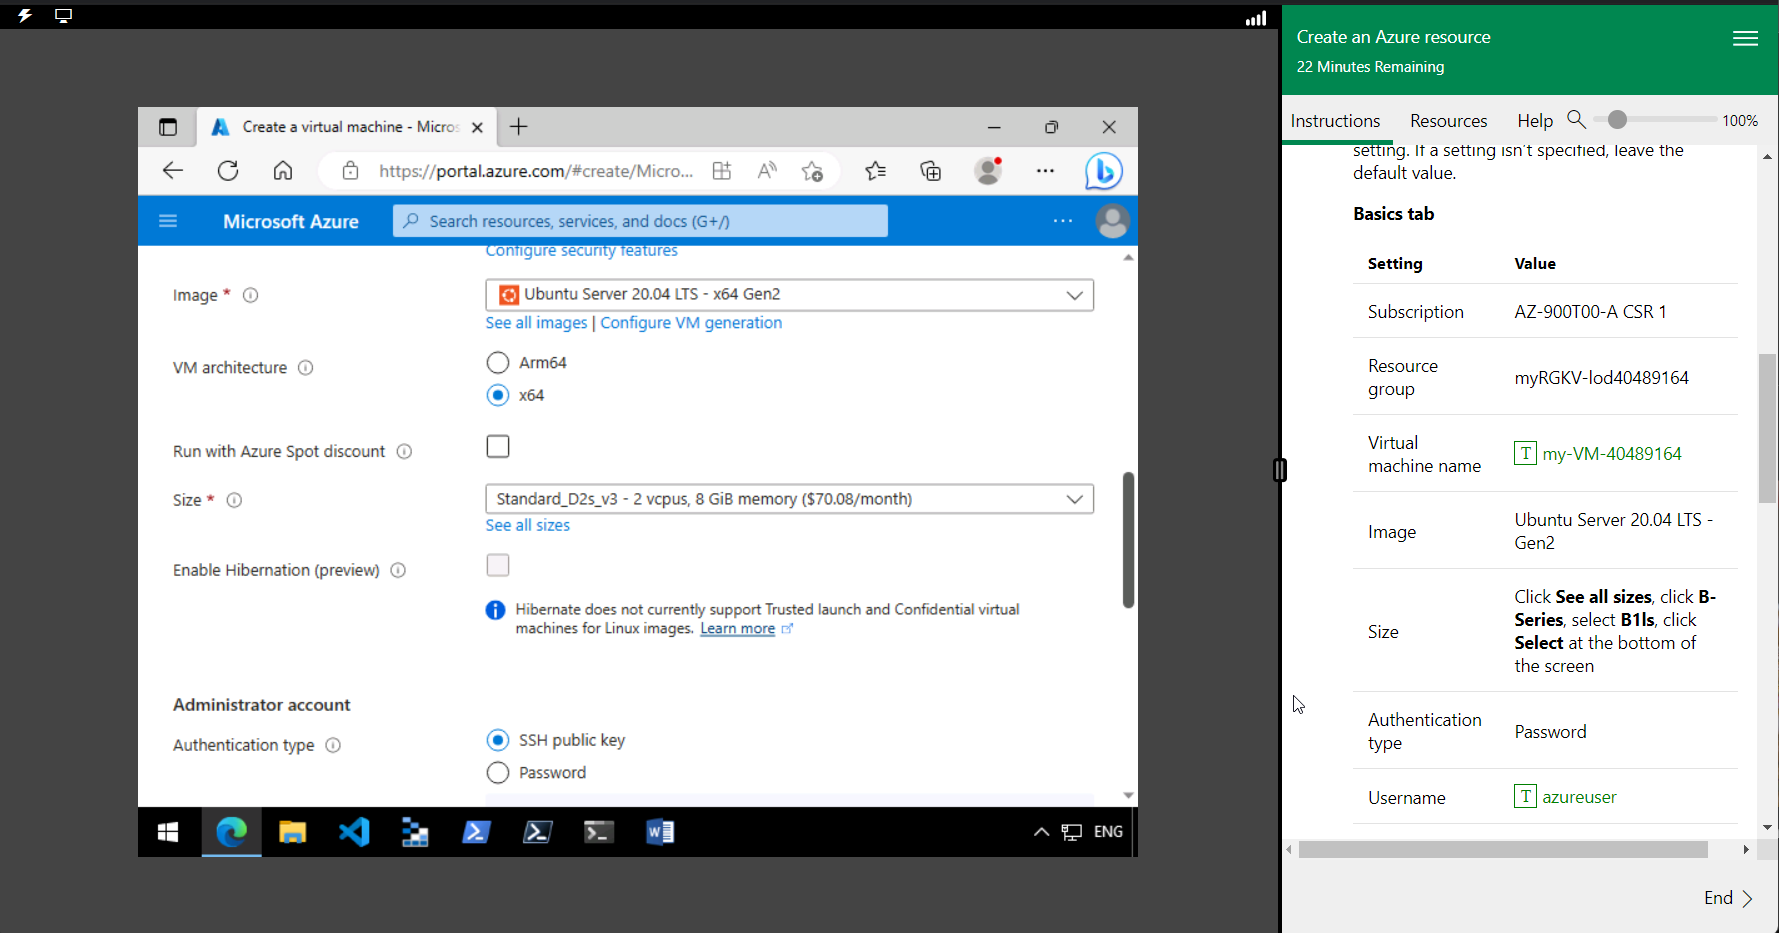 Create a virtual machine - Micros
https://portal.azure.com/#create/Micro...
Microsoft Azure
Search resources, services, and docs (G+/)
Configure security features
Image *
Ubuntu Server 20.04 LTS - x64 Gen2
See all images | Configure VM generation
VM architecture
Arm64
x64
Run with Azure Spot discount
Size *
Standard_D2s_v3 - 2 vcpus, 8 GiB memory ($70.08/month)
See all sizes
Enable Hibernation (preview)
Hibernate does not currently support Trusted launch and Confidential virtual
machines for Linux images. Learn more
Administrator account
Authentication type
SSH public key
Password
ENG
Create an Azure resource
22 Minutes Remaining
Instructions
Resources
Help
100%
setting. If a setting isn't specified, leave the
default value.
Basics tab
Setting
Value
Subscription
AZ-900T00-A CSR 1
Resource
group
myRGKV-lod40489164
Virtual
machine name
T my-VM-40489164
Image
Ubuntu Server 20.04 LTS -
Gen2
Size
Click See all sizes, click B-
Series, select B1ls, click
Select at the bottom of
the screen
Authentication
type
Password
Username
T azureuser
End